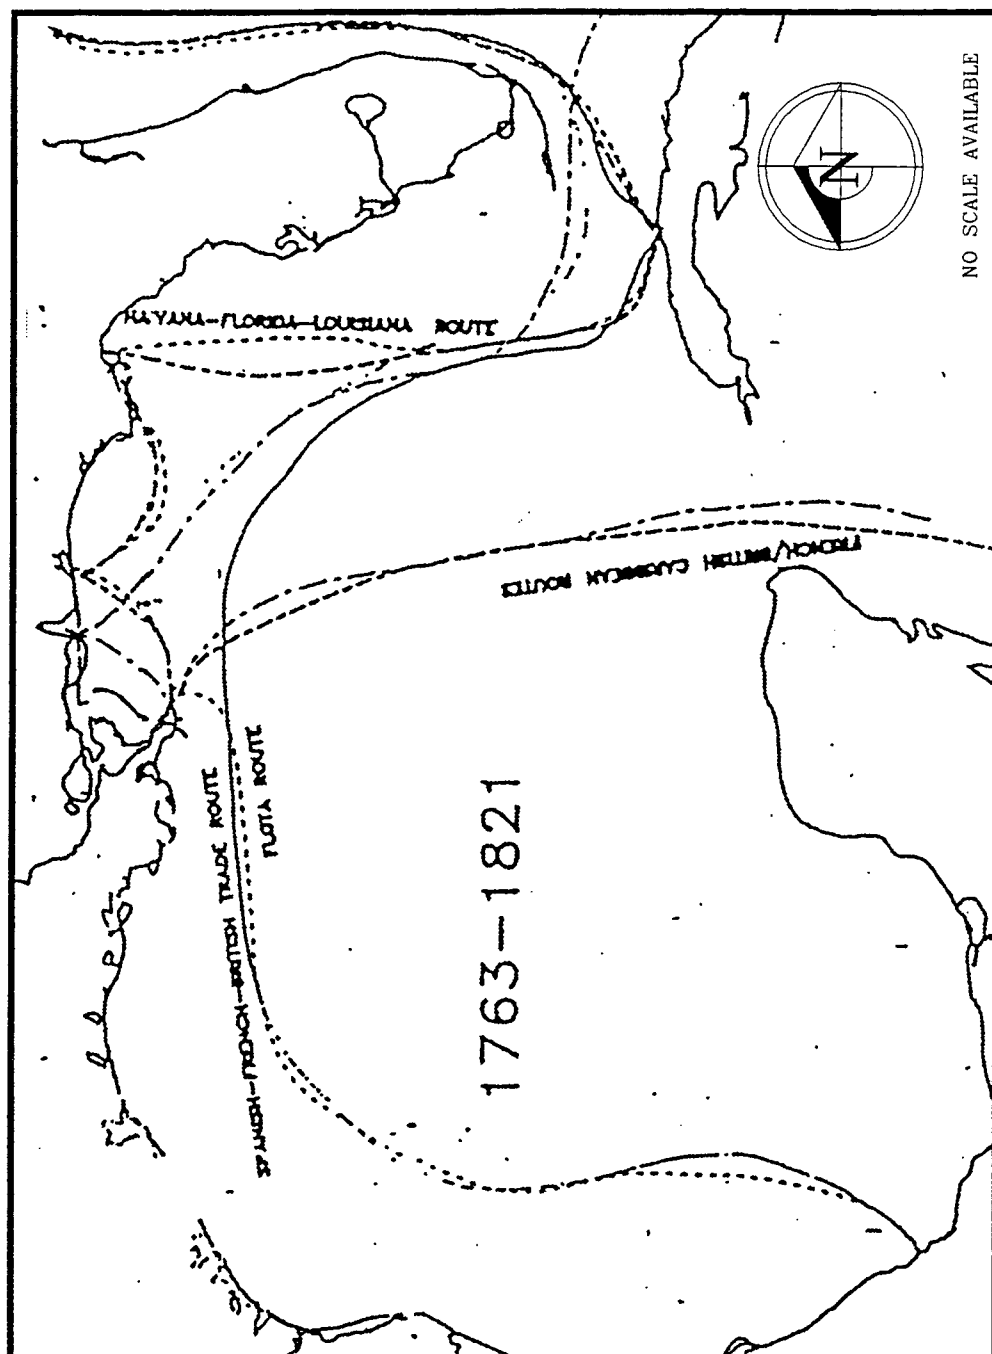 HAVANA-FLORIDA-LOUISIANA ROUTE
FRENCH/BRITISH CARIBBEAN ROUTES
SPANISH-FRENCH-BRITISH TRADE ROUTE
FLOTA ROUTE
1763-1821
N
NO SCALE AVAILABLE